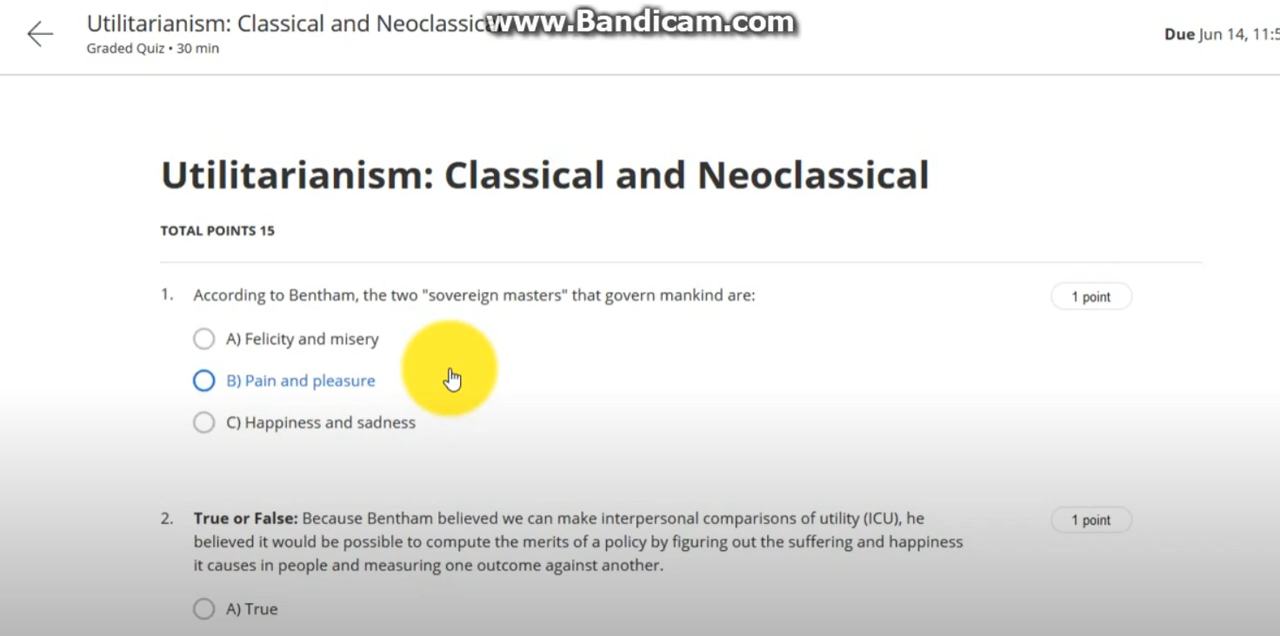 Utilitarianism: Classical and Neoclassical
www.Bandicam.com
Graded Quiz • 30 min
Due Jun 14, 11:5
Utilitarianism: Classical and Neoclassical
TOTAL POINTS 15
1. According to Bentham, the two "sovereign masters" that govern mankind are:
1 point
A) Felicity and misery
B) Pain and pleasure
C) Happiness and sadness
2. True or False: Because Bentham believed we can make interpersonal comparisons of utility (ICU), he
1 point
believed it would be possible to compute the merits of a policy by figuring out the suffering and happiness
it causes in people and measuring one outcome against another.
A) True